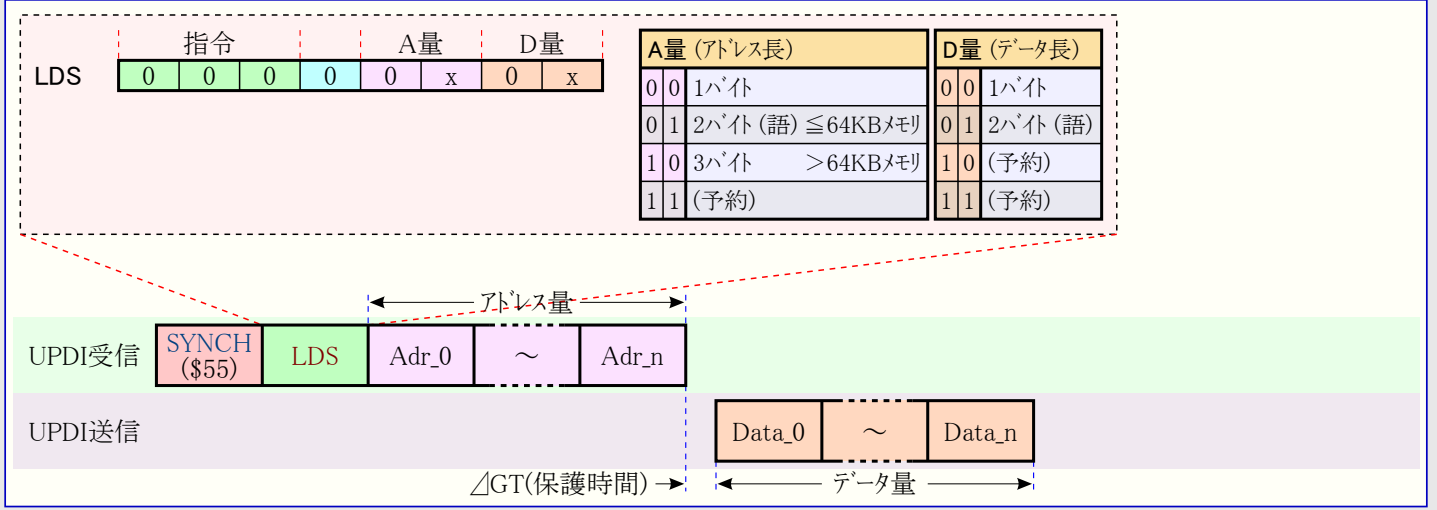 指令 A量 D量
LDS 0 0 0 0 0 x 0 x
A量 (アドレス長)
0 0 1バイト
0 1 2バイト (語) ≦64KBメモリ
1 0 3バイト >64KBメモリ
1 1 (予約)
D量 (データ長)
0 0 1バイト
0 1 2バイト (語)
1 0 (予約)
1 1 (予約)
アドレス量
UPDI受信 SYNCH ($55) LDS Adr_0 ~ Adr_n
UPDI送信 Data_0 ~ Data_n
⊿GT(保護時間) データ量